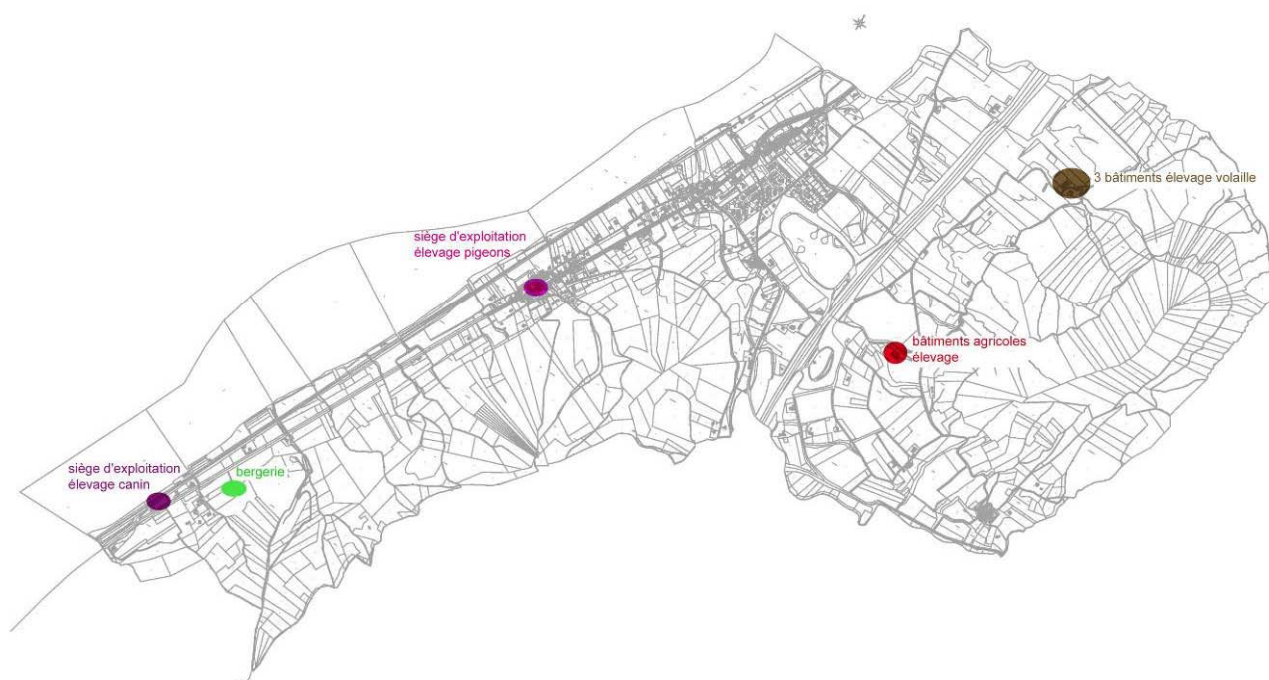 3 bâtiments élevage volaille
siège d'exploitation
élevage pigeons
bâtiments agricoles
élevage
siège d'exploitation
élevage canin
bergerie